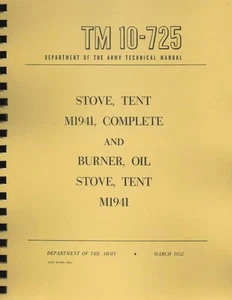 TM 10-725
DEPARTMENT OF THE ARMY TECHNICAL MANUAL
STOVE, TENT
M1941, COMPLETE
AND
BURNER, OIL
STOVE, TENT
M1941
DEPARTMENT OF THE ARMY • MARCH 1952